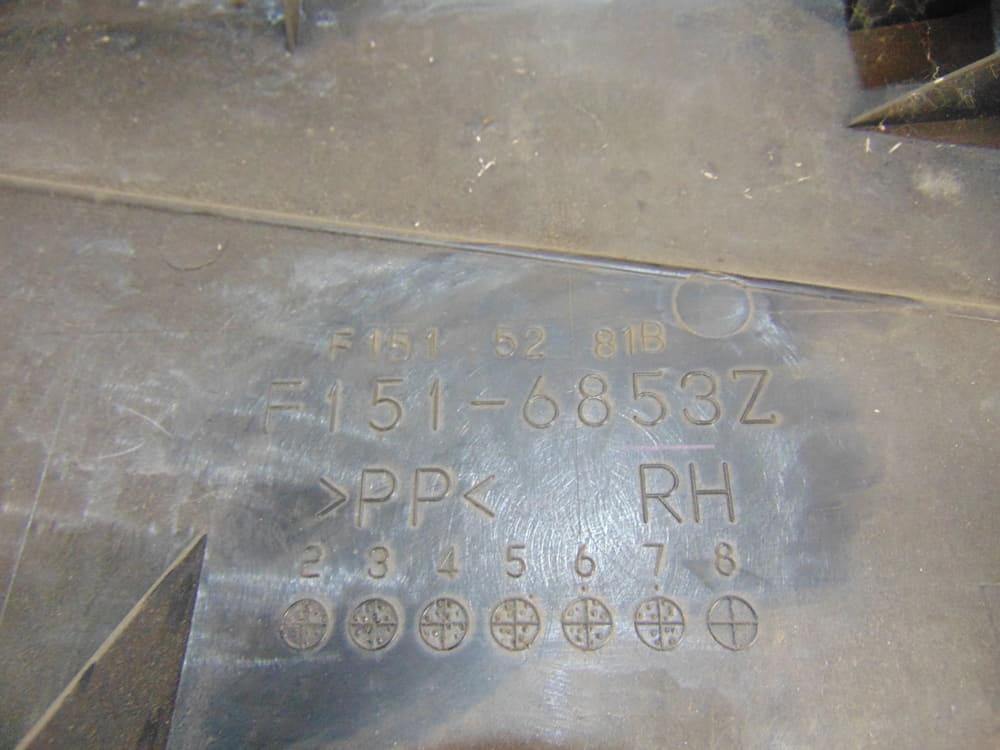 F151 52 81B
F151-6853Z
>PP< RH
2 3 4 5 6 7 8